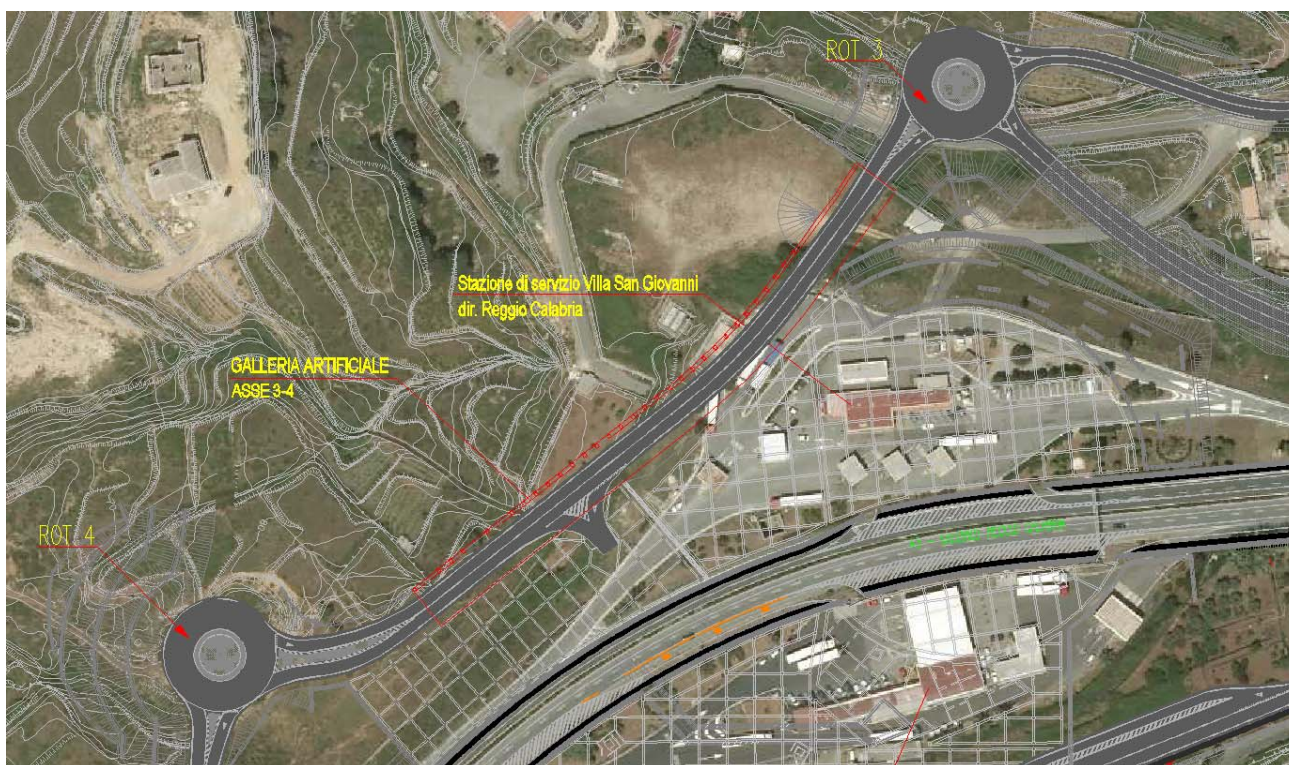 ROT 3
Stazione di servizio Villa San Giovanni
dir. Reggio Calabria
GALLERIA ARTIFICIALE
ASSE 3-4
ROT 4